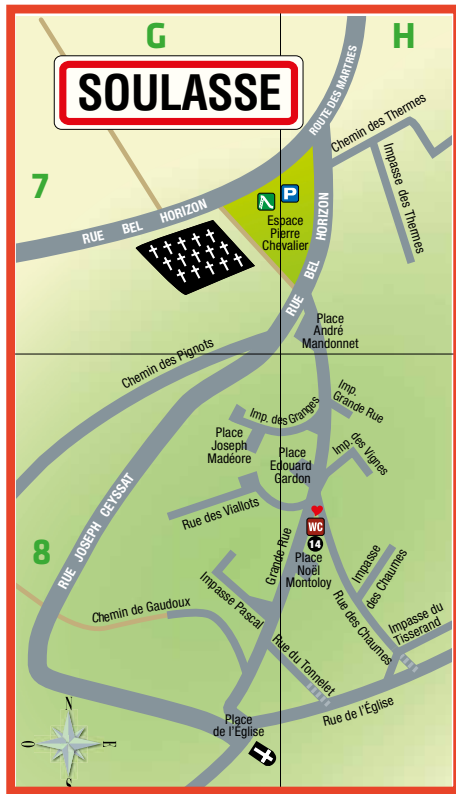 G
H
SOULASSE
ROUTE DES MARTRES
Chemin des Thermes
Impasse des Thermes
7
P
Espace
Pierre
Chevalier
RUE BEL HORIZON
RUE BEL HORIZON
Place
André
Mandonnet
Chemin des Pignots
Imp.
Grande Rue
Imp. des Granges
Place
Joseph
Madéore
Place
Edouard
Gardon
Imp.
des Vignes
Rue des Viallots
8
RUE JOSEPH CEYSSAT
WC
14
Grande Rue
Place
Noël
Montoloy
Impasse
des Chaumes
Impasse Pascal
Rue des Chaumes
Chemin de Gaudoux
Impasse du
Tisserand
Rue du Tonnelet
Rue de l'Église
Place
de l'Église
N
O
E
S